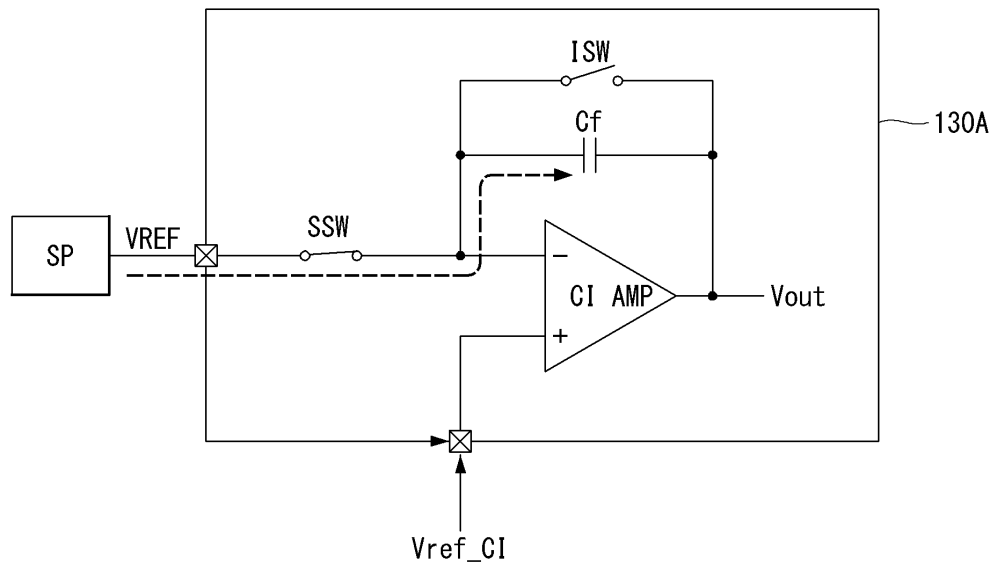 ISW
Cf
130A
SP
VREF
SSW
−
CI AMP
+
Vout
Vref_CI